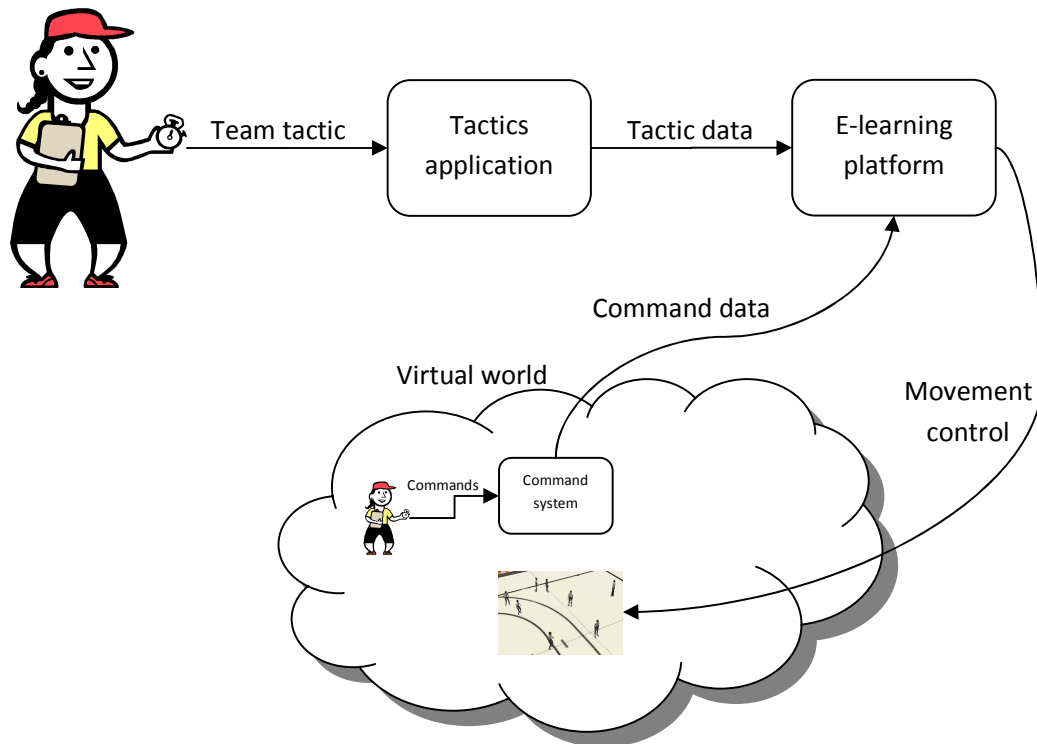 Team tactic
Tactics
application
Tactic data
E-learning
platform
Command data
Virtual world
Movement
control
Commands
Command
system